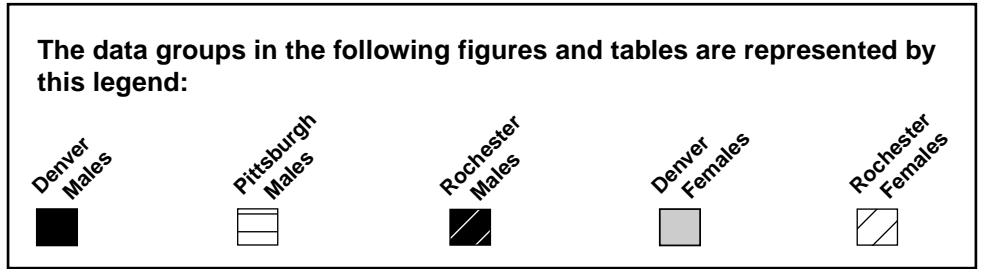 The data groups in the following figures and tables are represented by
this legend:
Denver
Males
Pittsburgh
Males
Rochester
Males
Denver
Females
Rochester
Females